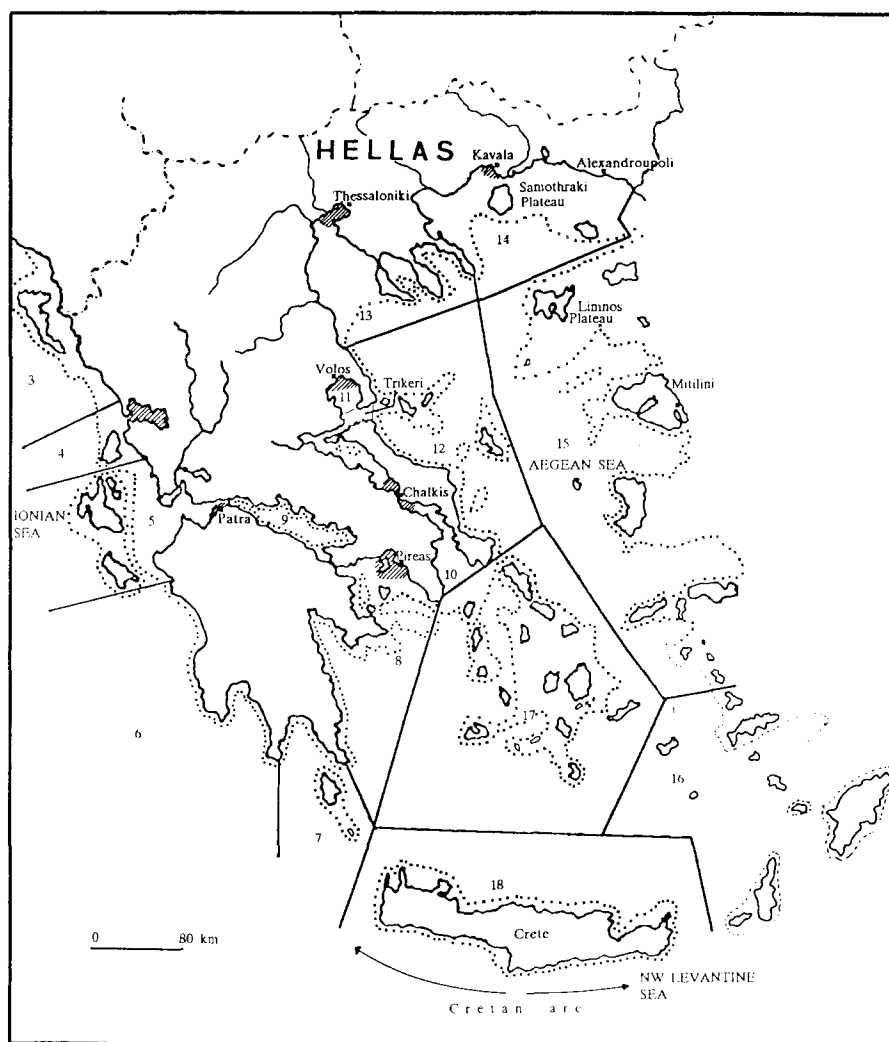 HELLAS
Kavala
Alexandroupoli
Samothraki
Plateau
Thessaloniki
14
13
Limnos
Plateau
3
Volos
11
Trikeri
Mitilini
4
12
15
AEGEAN SEA
IONIAN
SEA
5
Patra
9
Chalkis
Pireas
10
8
6
17
16
7
18
Crete
0 80 km
NW LEVANTINE
SEA
Cretan arc